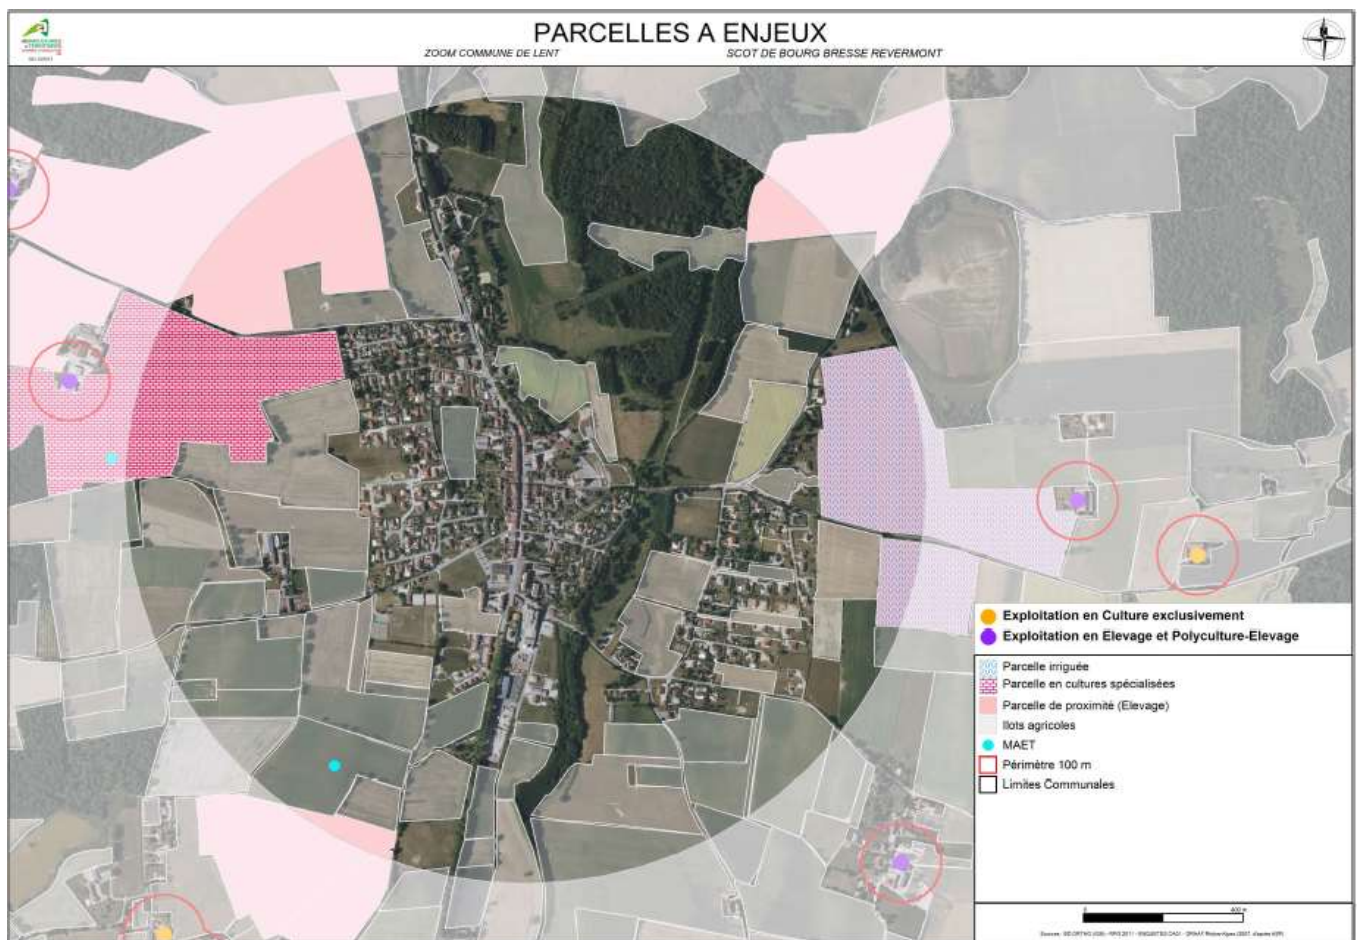 PARCELLES A ENJEUX
ZOOM COMMUNE DE LENT SCOT DE BOURG BRESSE REVERMONT
Exploitation en Culture exclusivement
Exploitation en Elevage et Polyculture-Elevage
Parcelle irriguée
Parcelle en cultures spécialisées
Parcelle de proximité (Elevage)
Ilots agricoles
MAET
Périmètre 100 m
Limites Communales
0 400 m